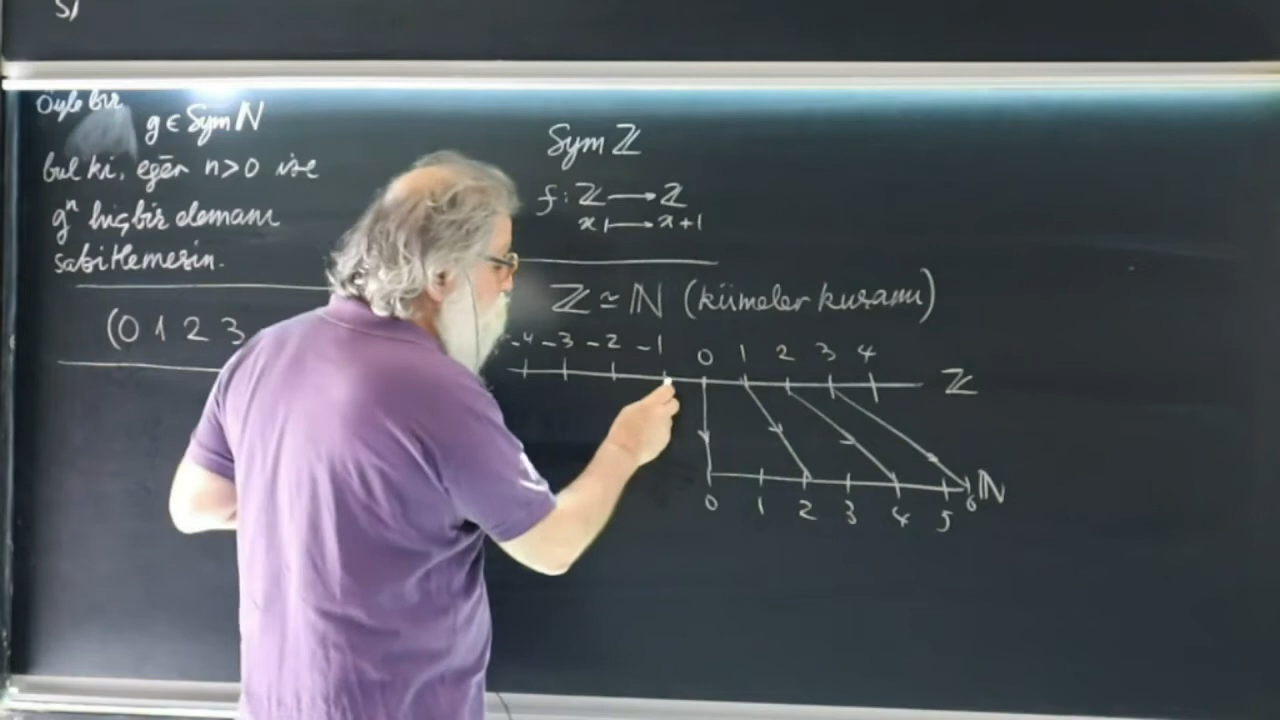 5)
Öyle bir
g ∈ Sym ℕ
bul ki, eğer n > 0 ise
gⁿ hiçbir elemanı
sabitlemesin.
(0 1 2 3
Sym ℤ
f: ℤ ⟶ ℤ
x ⟼ x+1
ℤ ≃ ℕ (kümeler kuramı)
-4 -3 -2 -1 0 1 2 3 4
ℤ
ℕ
0 1 2 3 4 5 6